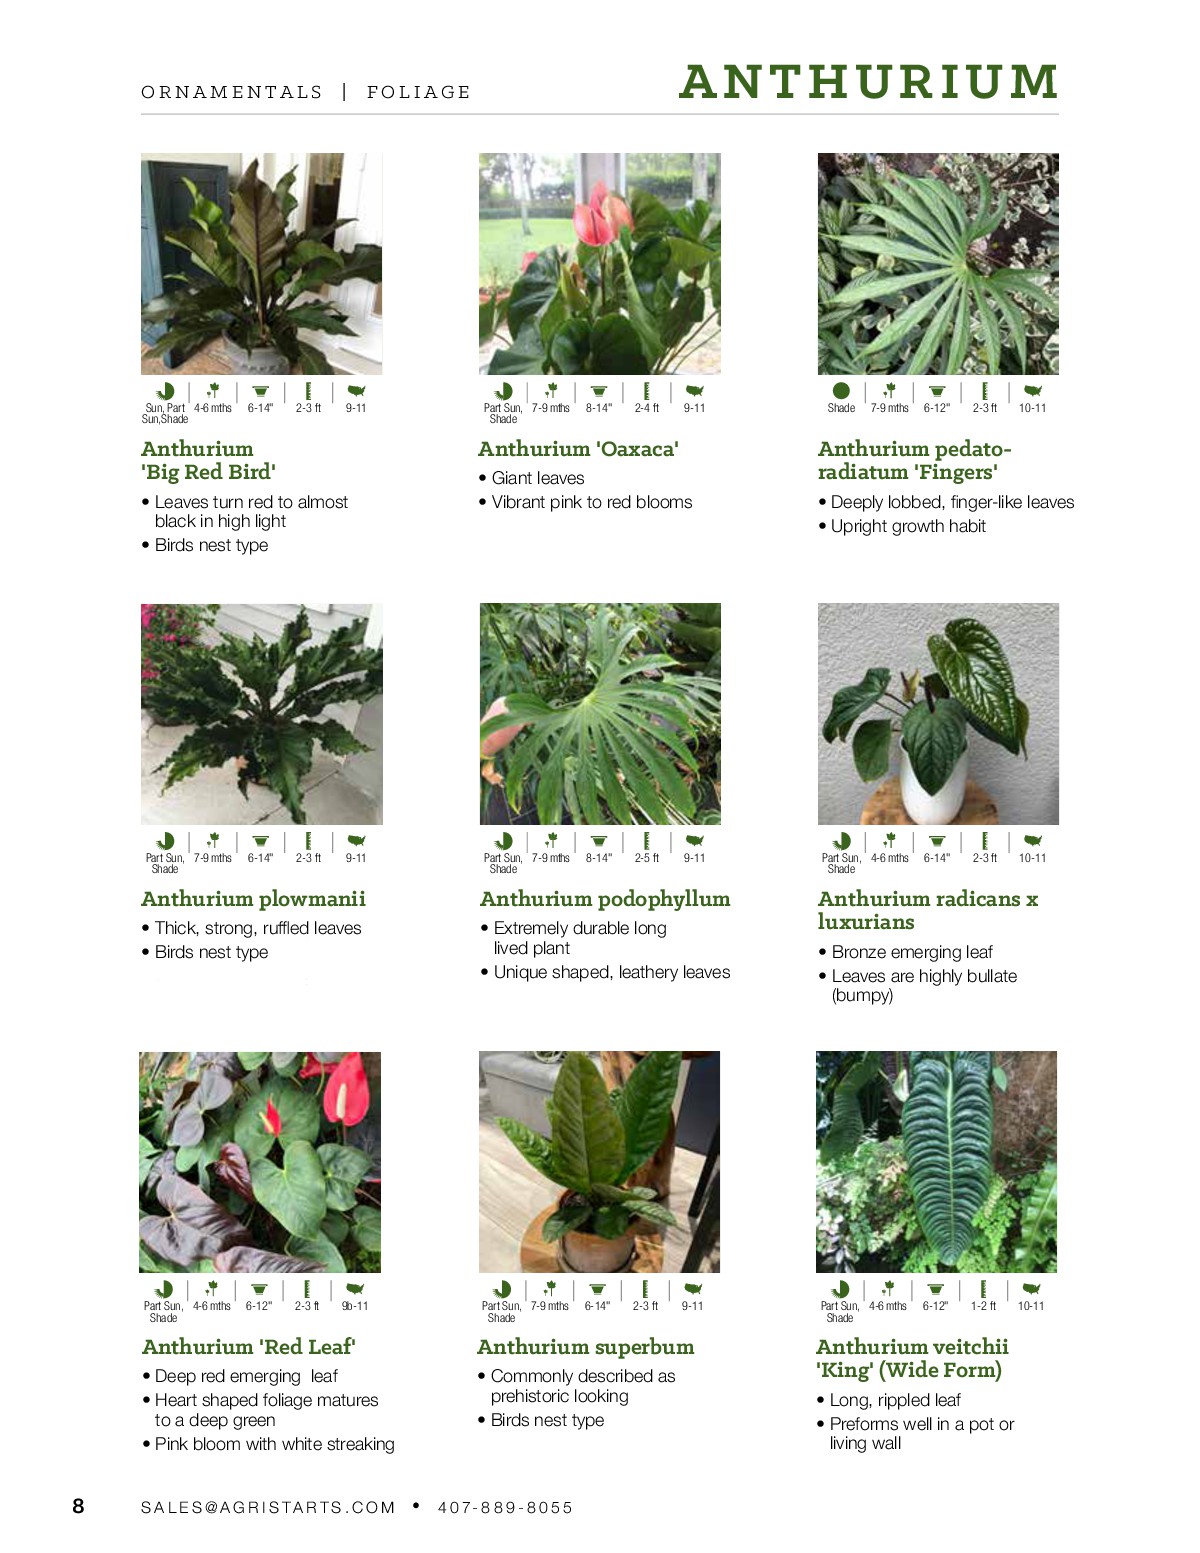 ORNAMENTALS | FOLIAGE
ANTHURIUM
Sun, Part
Sun,Shade
4-6 mths
6-14"
2-3 ft
9-11
Anthurium
'Big Red Bird'
• Leaves turn red to almost
black in high light
• Birds nest type
Part Sun,
Shade
7-9 mths
8-14"
2-4 ft
9-11
Anthurium 'Oaxaca'
• Giant leaves
• Vibrant pink to red blooms
Shade
7-9 mths
6-12"
2-3 ft
10-11
Anthurium pedato-
radiatum 'Fingers'
• Deeply lobbed, finger-like leaves
• Upright growth habit
Part Sun,
Shade
7-9 mths
6-14"
2-3 ft
9-11
Anthurium plowmanii
• Thick, strong, ruffled leaves
• Birds nest type
Part Sun,
Shade
7-9 mths
8-14"
2-5 ft
9-11
Anthurium podophyllum
• Extremely durable long
lived plant
• Unique shaped, leathery leaves
Part Sun,
Shade
4-6 mths
6-14"
2-3 ft
10-11
Anthurium radicans x
luxurians
• Bronze emerging leaf
• Leaves are highly bullate
(bumpy)
Part Sun,
Shade
4-6 mths
6-12"
2-3 ft
9b-11
Anthurium 'Red Leaf'
• Deep red emerging leaf
• Heart shaped foliage matures
to a deep green
• Pink bloom with white streaking
Part Sun,
Shade
7-9 mths
6-14"
2-3 ft
9-11
Anthurium superbum
• Commonly described as
prehistoric looking
• Birds nest type
Part Sun,
Shade
4-6 mths
6-12"
1-2 ft
10-11
Anthurium veitchii
'King' (Wide Form)
• Long, rippled leaf
• Preforms well in a pot or
living wall
8
SALES@AGRISTARTS.COM • 407-889-8055